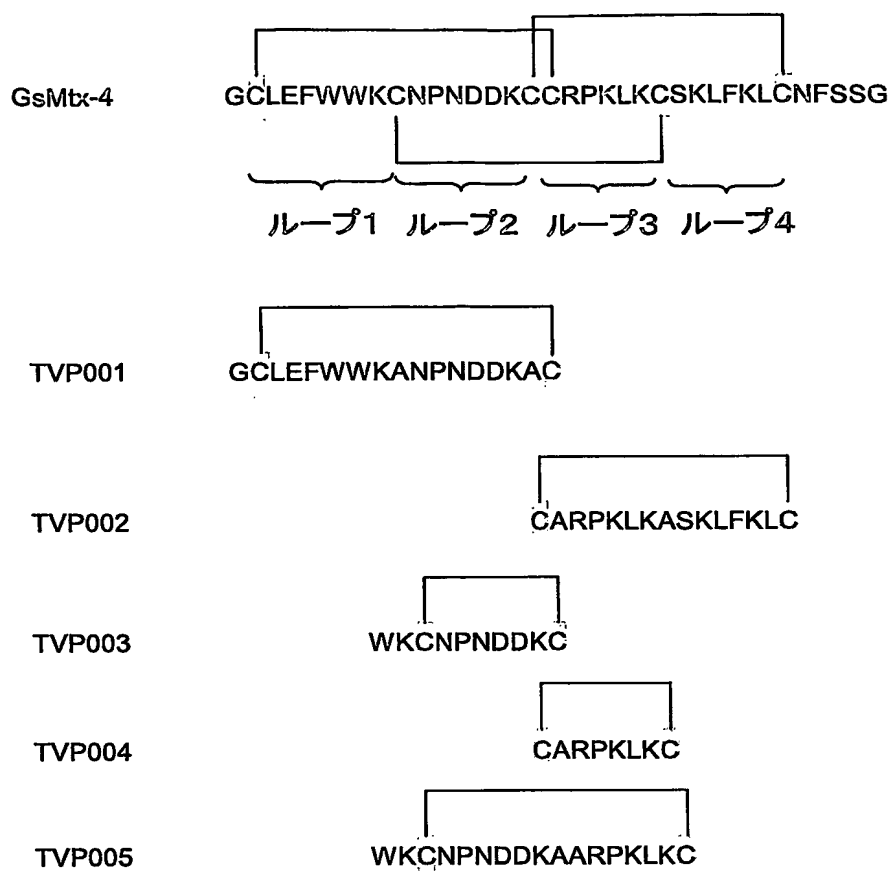 GsMtx-4 GCLEFWWKCNPNDDKCCRPKLKCSKLFKLCNFSSG
ループ1 ループ2 ループ3 ループ4
TVP001 GCLEFWWKANPNDDKAC
TVP002 CARPKLKASKLFKLC
TVP003 WKCNPNDDKC
TVP004 CARPKLKC
TVP005 WKCNPNDDKAARPKLKC